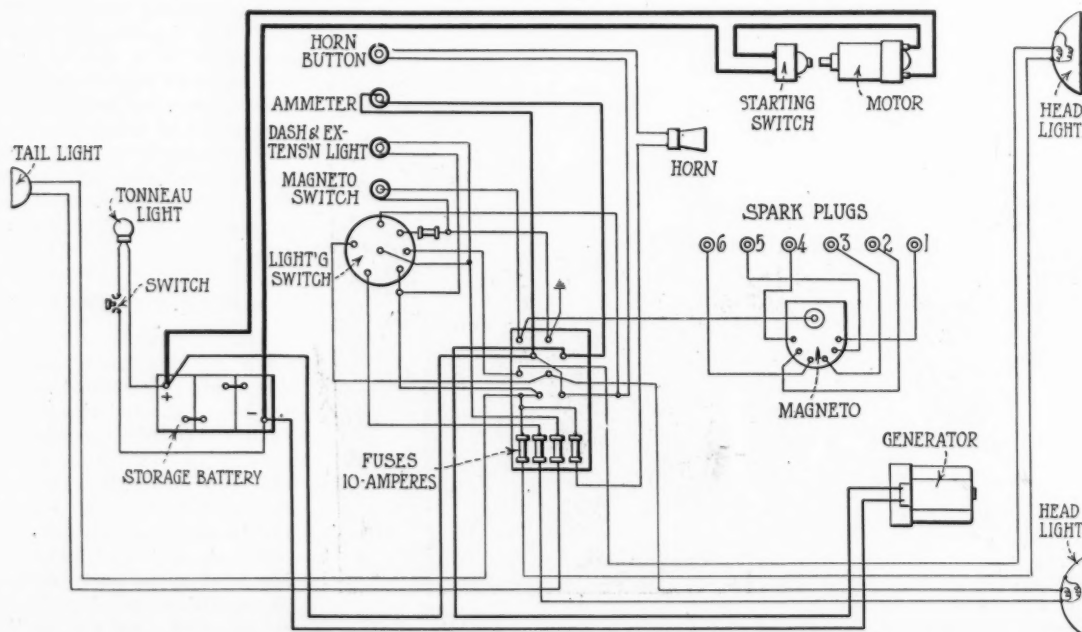 HORN
BUTTON
AMMETER
DASH & EX-
TENS'N LIGHT
MAGNETO
SWITCH
LIGHT'G
SWITCH
TAIL LIGHT
TONNEAU
LIGHT
SWITCH
+
-
STORAGE BATTERY
FUSES
10-AMPERES
STARTING
SWITCH
MOTOR
HEAD
LIGHT
HORN
SPARK PLUGS
6 5 4 3 2 1
MAGNETO
GENERATOR
HEAD
LIGHT